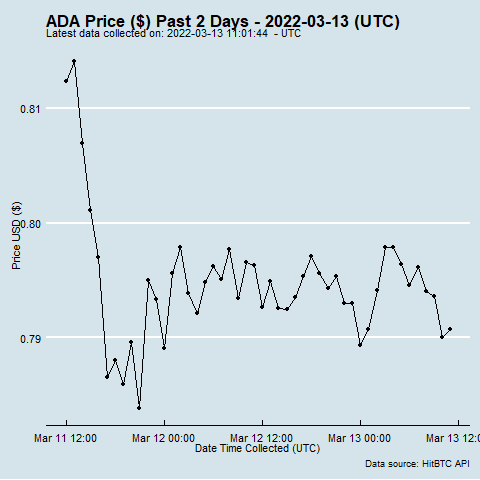 ADA Price ($) Past 2 Days - 2022-03-13 (UTC)
Latest data collected on: 2022-03-13 11:01:44 - UTC
0.81
0.80
0.79
Price USD ($)
Mar 11 12:00 Mar 12 00:00 Mar 12 12:00 Mar 13 00:00 Mar 13 12:
Date Time Collected (UTC)
Data source: HitBTC API